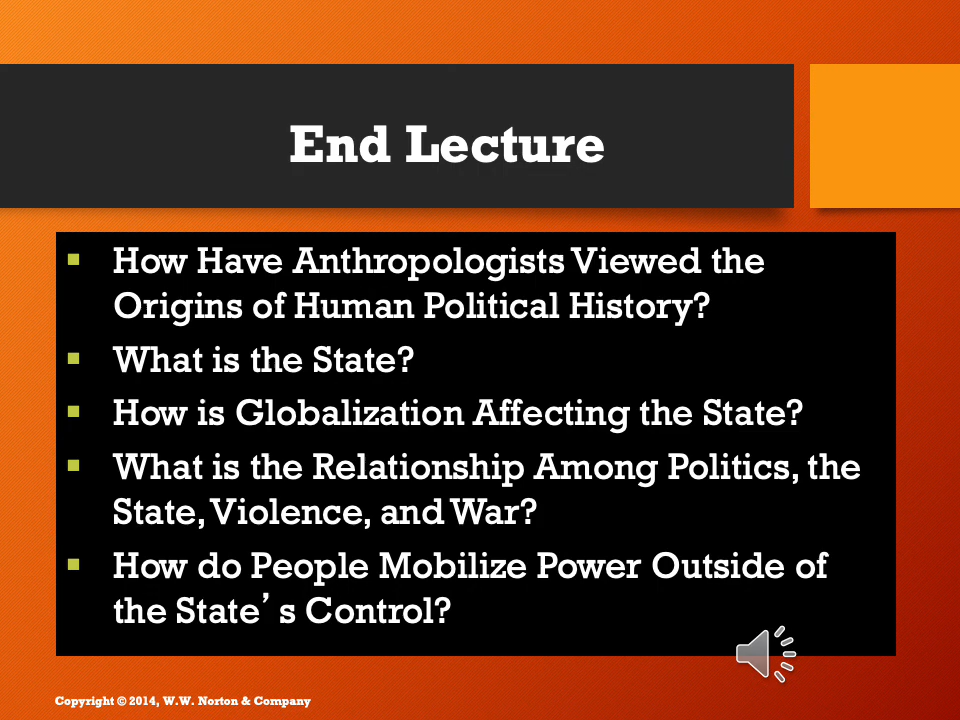 End Lecture
▪ How Have Anthropologists Viewed the
Origins of Human Political History?
▪ What is the State?
▪ How is Globalization Affecting the State?
▪ What is the Relationship Among Politics, the
State, Violence, and War?
▪ How do People Mobilize Power Outside of
the State’s Control?
Copyright © 2014, W.W. Norton & Company